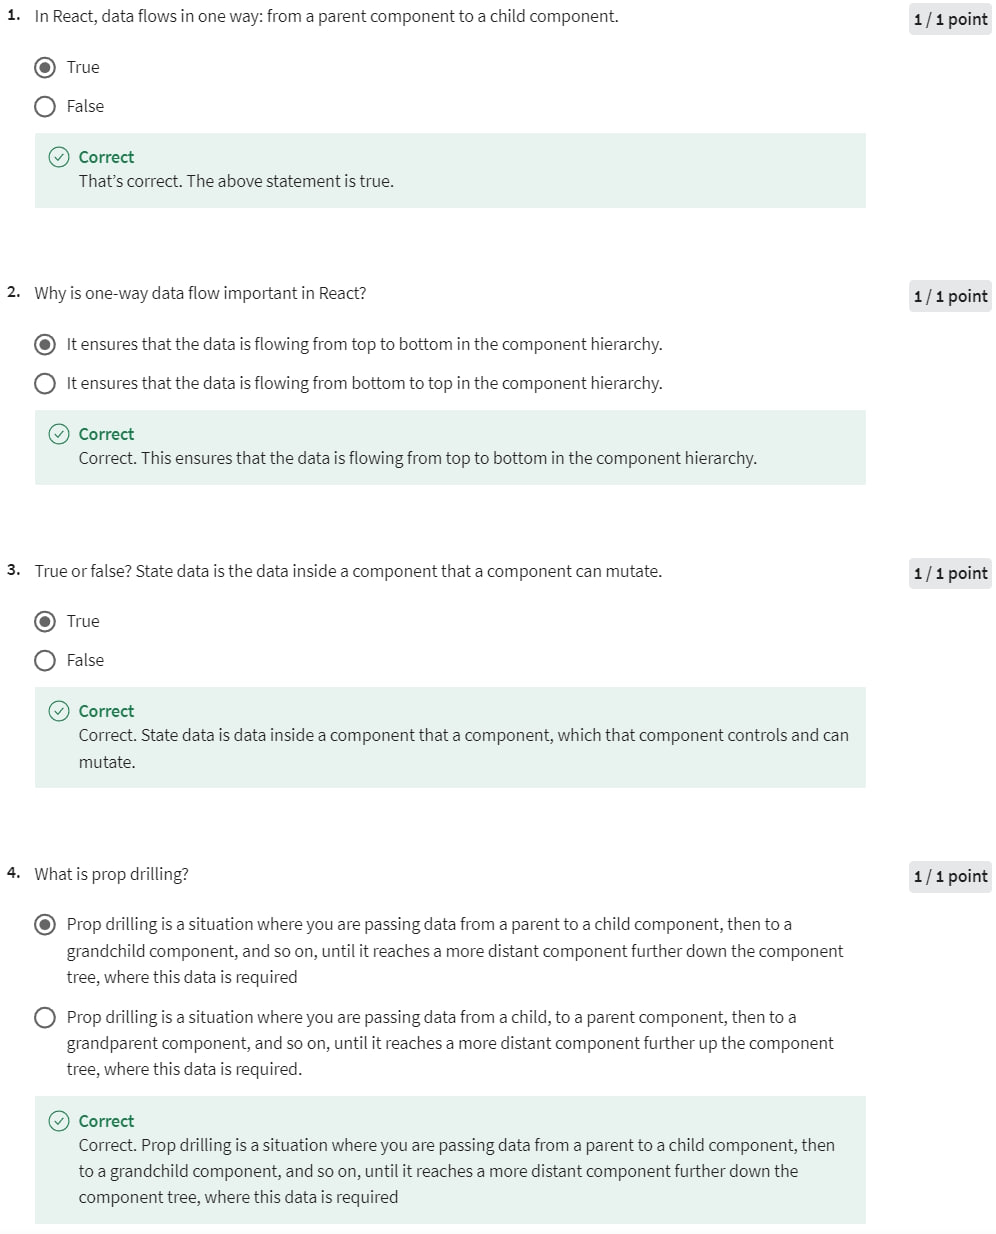 1. In React, data flows in one way: from a parent component to a child component.
1 / 1 point
True
False
Correct
That’s correct. The above statement is true.
2. Why is one-way data flow important in React?
1 / 1 point
It ensures that the data is flowing from top to bottom in the component hierarchy.
It ensures that the data is flowing from bottom to top in the component hierarchy.
Correct
Correct. This ensures that the data is flowing from top to bottom in the component hierarchy.
3. True or false? State data is the data inside a component that a component can mutate.
1 / 1 point
True
False
Correct
Correct. State data is data inside a component that a component, which that component controls and can
mutate.
4. What is prop drilling?
1 / 1 point
Prop drilling is a situation where you are passing data from a parent to a child component, then to a
grandchild component, and so on, until it reaches a more distant component further down the component
tree, where this data is required
Prop drilling is a situation where you are passing data from a child, to a parent component, then to a
grandparent component, and so on, until it reaches a more distant component further up the component
tree, where this data is required.
Correct
Correct. Prop drilling is a situation where you are passing data from a parent to a child component, then
to a grandchild component, and so on, until it reaches a more distant component further down the
component tree, where this data is required